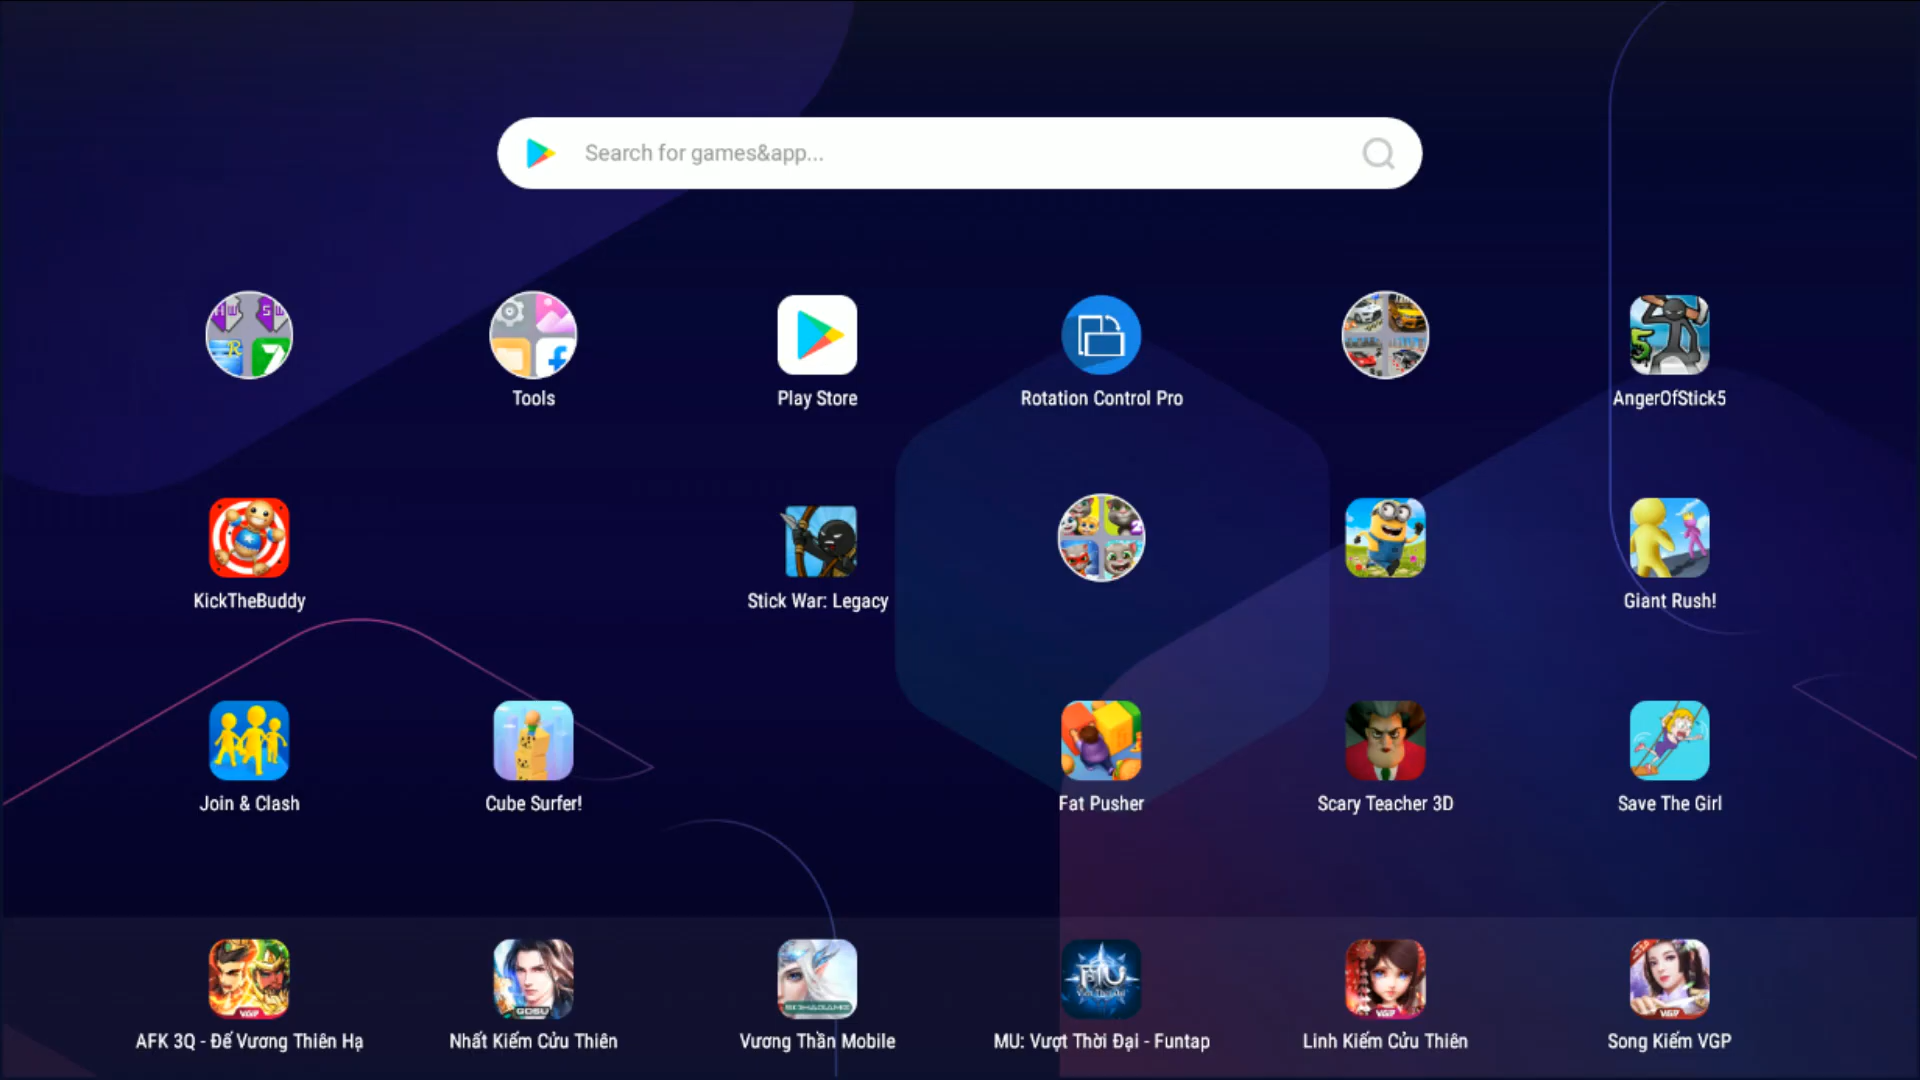 Search for games&app...
Tools
Play Store
Rotation Control Pro
AngerOfStick5
KickTheBuddy
Stick War: Legacy
Giant Rush!
Join & Clash
Cube Surfer!
Fat Pusher
Scary Teacher 3D
Save The Girl
AFK 3Q - Đế Vương Thiên Hạ
Nhất Kiếm Cửu Thiên
Vương Thần Mobile
MU: Vượt Thời Đại - Funtap
Linh Kiếm Cửu Thiên
Song Kiếm VGP